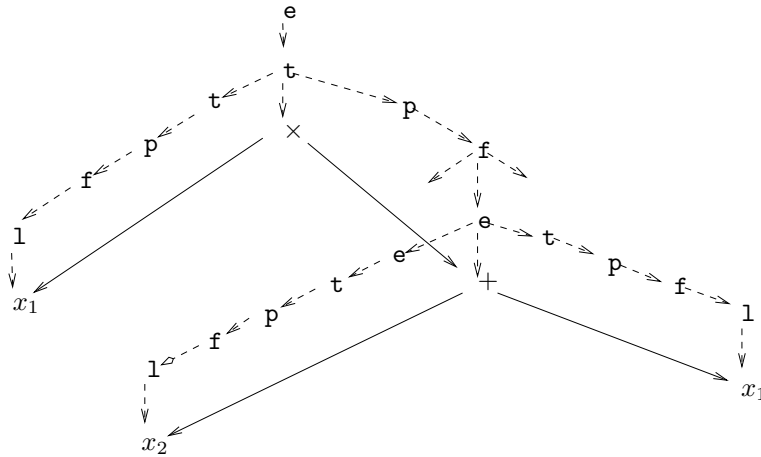 e
t
t p
× p
f f
l e
e t
x₁ t p
+ p f
f l
l x₁
x₂